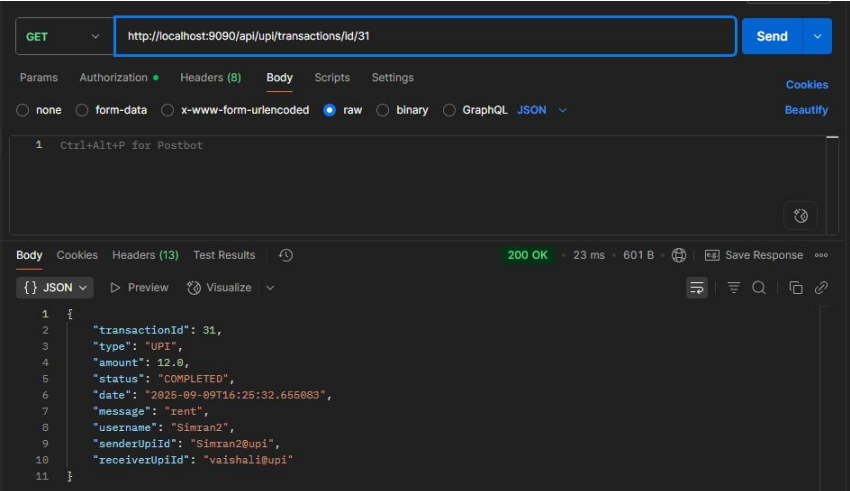 GET http://localhost:9090/api/upi/transactions/id/31 Send
Params Authorization Headers (8) Body Scripts Settings Cookies
none form-data x-www-form-urlencoded raw binary GraphQL JSON Beautify
1 Ctrl+Alt+P for Postbot
Body Cookies Headers (13) Test Results 200 OK • 23 ms • 601 B • e.g. Save Response
{} JSON Preview Visualize
1 {
2 "transactionId": 31,
3 "type": "UPI",
4 "amount": 12.0,
5 "status": "COMPLETED",
6 "date": "2025-09-09T16:25:32.655083",
7 "message": "rent",
8 "username": "Simran2",
9 "senderUpiId": "Simran2@upi",
10 "receiverUpiId": "vaishali@upi"
11 }